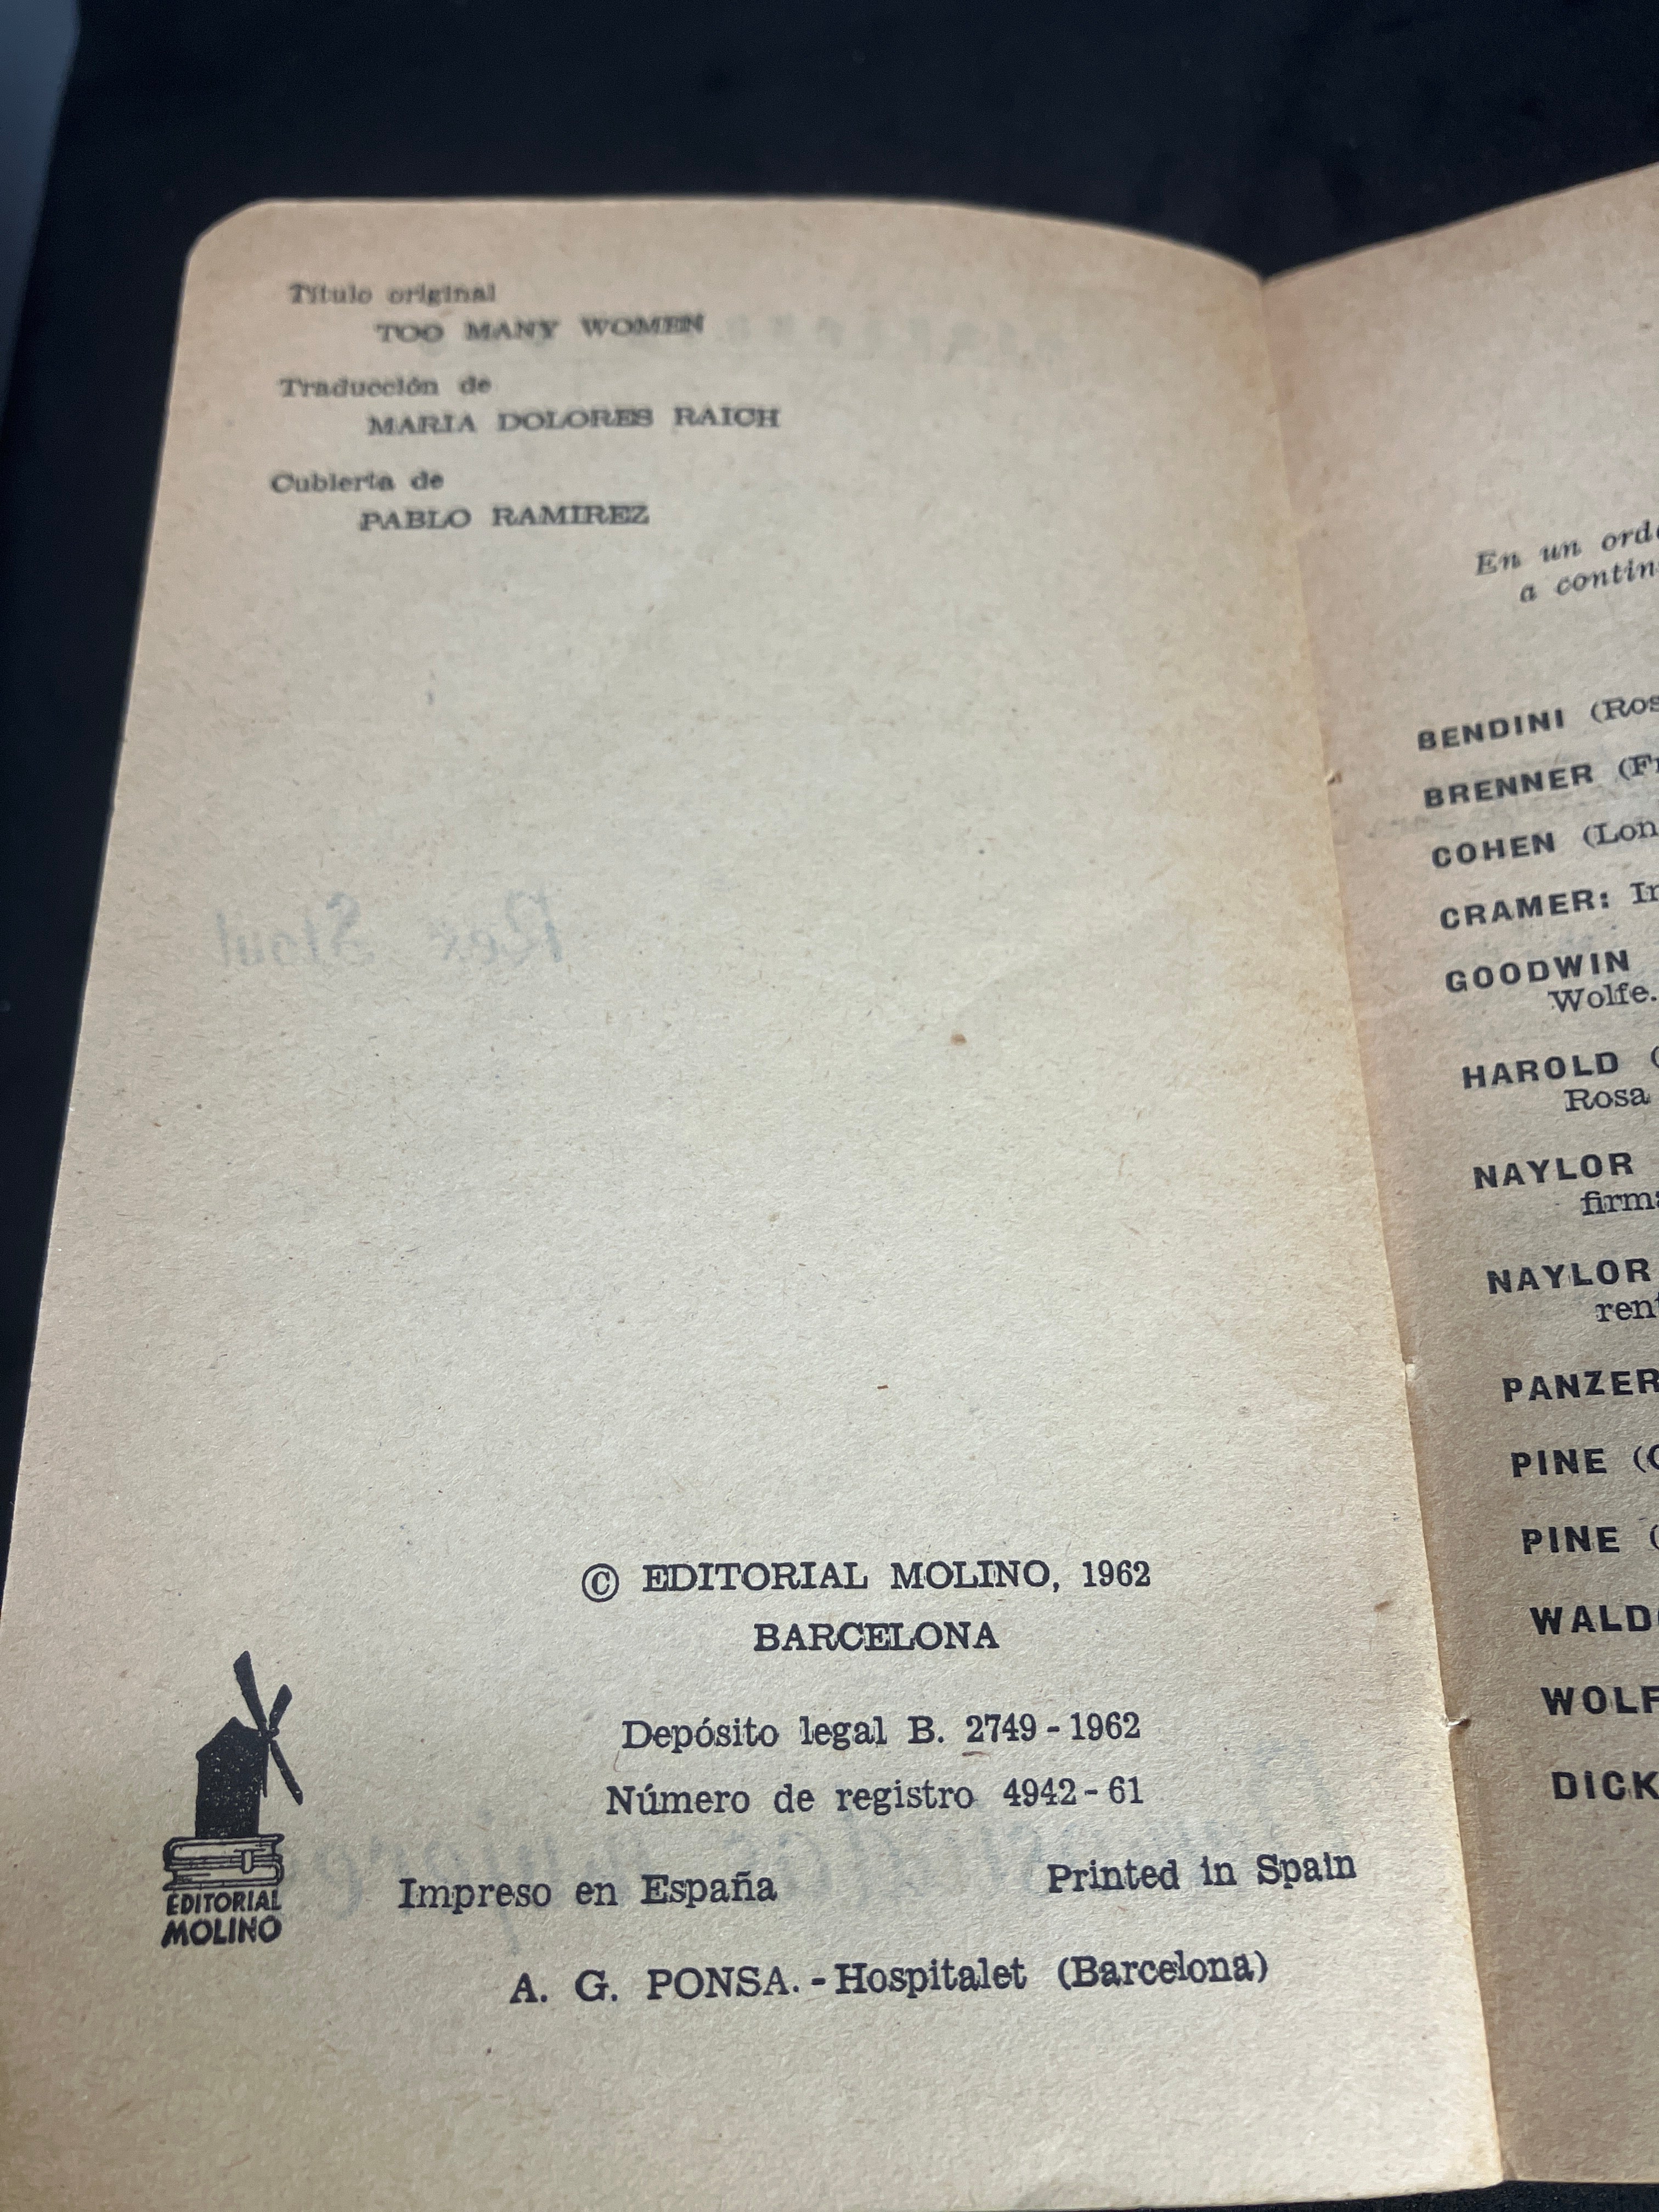 Título original
TOO MANY WOMEN
Traducción de
MARIA DOLORES RAICH
Cubierta de
PABLO RAMIREZ
Rex Stout
© EDITORIAL MOLINO, 1962
BARCELONA
Depósito legal B. 2749-1962
Número de registro 4942-61
Impreso en España Printed in Spain
A. G. PONSA.-Hospitalet (Barcelona)
EDITORIAL
MOLINO
En un
a
BENDINI
BRENNER
COHEN
CRAMER:
GOODWIN
Wolfe.
HAROLD
Rosa
NAYLOR
NAYLOR
PANZER
PINE
PINE